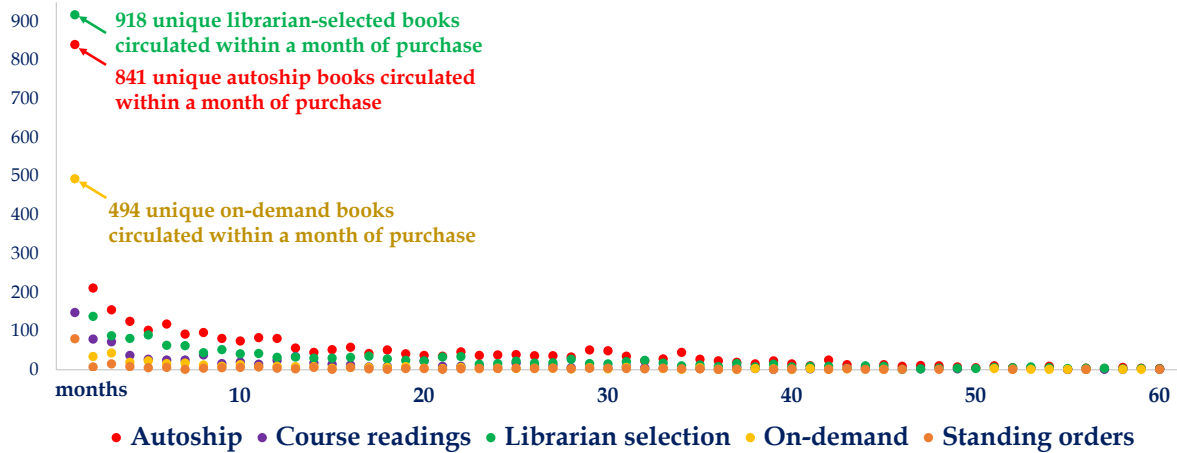 900
918 unique librarian-selected books
circulated within a month of purchase
800
841 unique autoship books circulated
within a month of purchase
700
600
500
494 unique on-demand books
circulated within a month of purchase
400
300
200
100
0
months 10 20 30 40 50 60
Autoship Course readings Librarian selection On-demand Standing orders